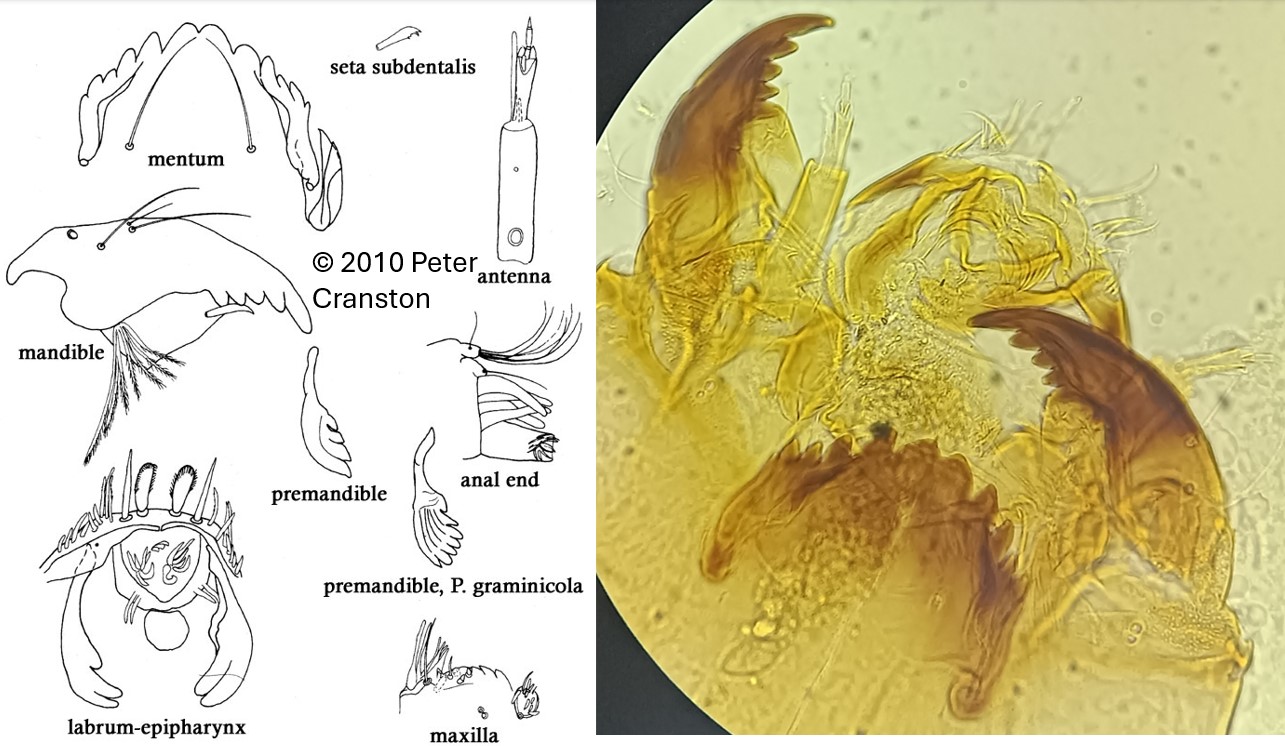 seta subdentalis
mentum
antenna
© 2010 Peter
Cranston
mandible
anal end
premandible
premandible, P. graminicola
labrum-epipharynx
maxilla